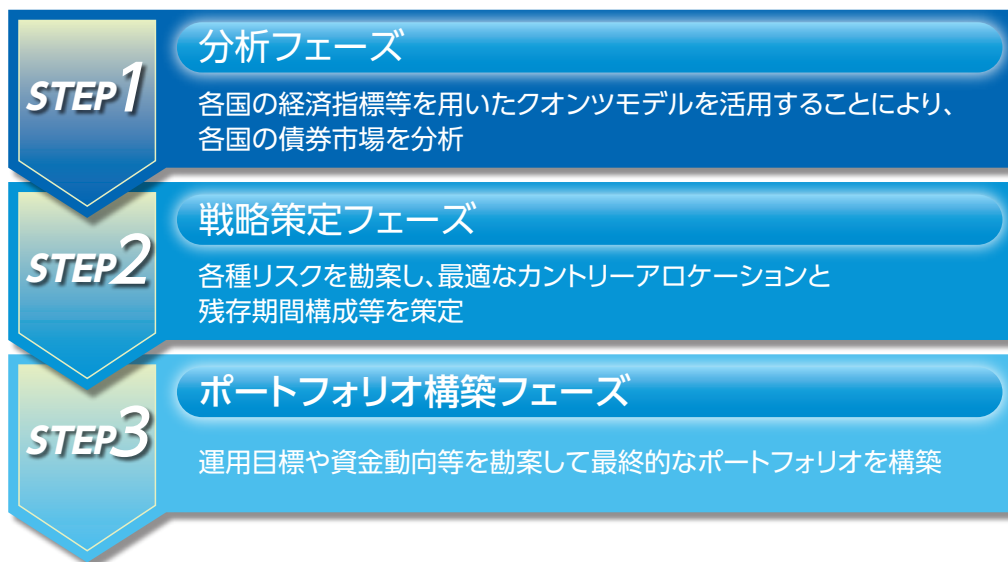 STEP1
分析フェーズ
各国の経済指標等を用いたクオンツモデルを活用することにより、
各国の債券市場を分析
STEP2
戦略策定フェーズ
各種リスクを勘案し、最適なカントリーアロケーションと
残存期間構成等を策定
STEP3
ポートフォリオ構築フェーズ
運用目標や資金動向等を勘案して最終的なポートフォリオを構築